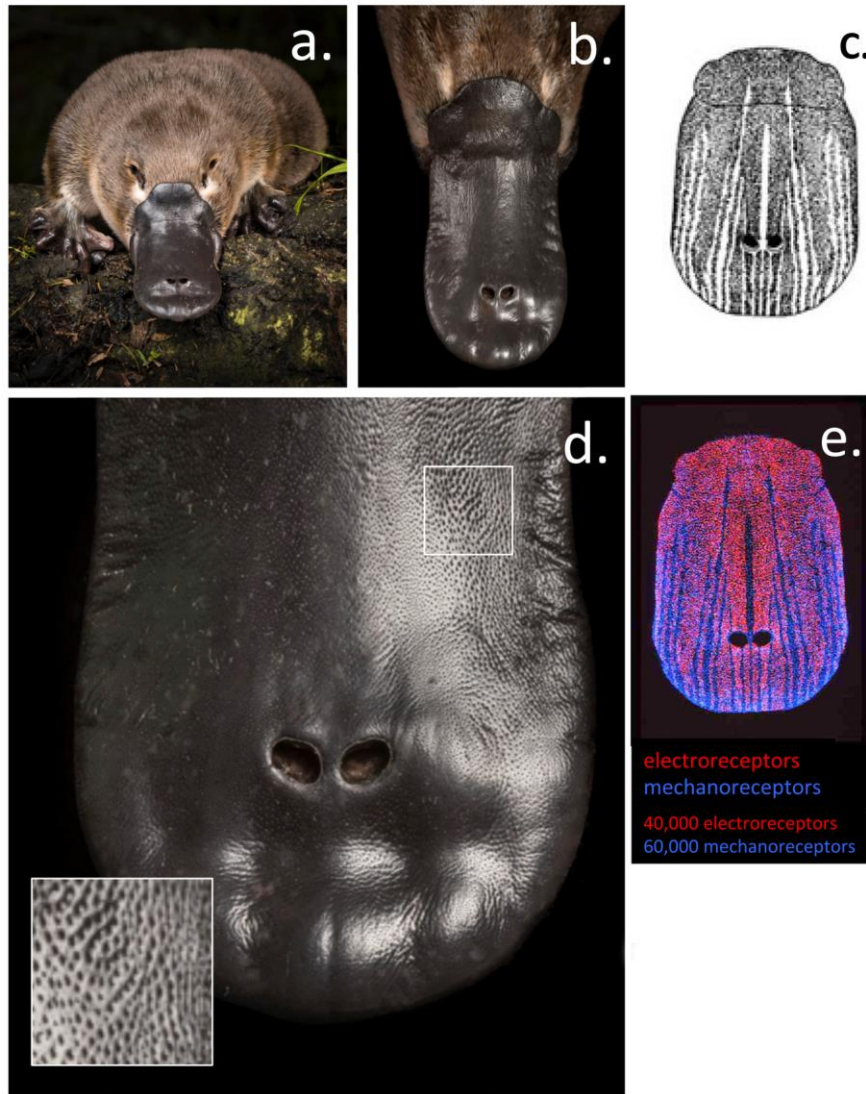 a.
b.
c.
d.
e.
electroreceptors
mechanoreceptors
40,000 electroreceptors
60,000 mechanoreceptors